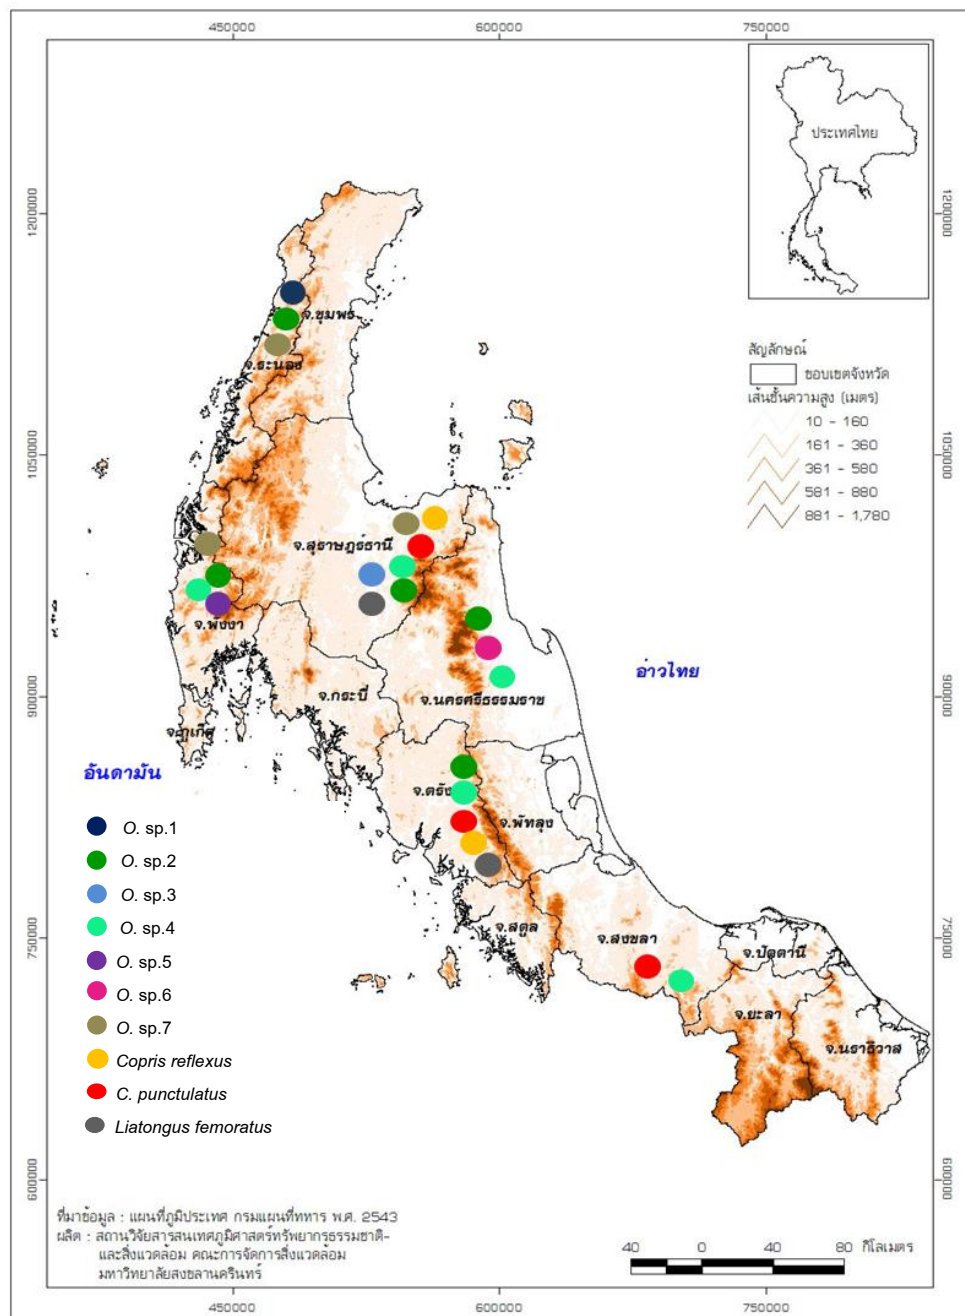 450000
600000
750000
ประเทศไทย
1200000
1200000
จ.ชุมพร
จ.ระนอง
สัญลักษณ์
ขอบเขตจังหวัด
เส้นชั้นความสูง (เมตร)
10 - 160
161 - 360
361 - 580
581 - 880
881 - 1,780
1050000
1050000
จ.สุราษฎร์ธานี
จ.พังงา
อ่าวไทย
จ.กระบี่
จ.นครศรีธรรมราช
900000
900000
จ.ภูเก็ต
อันดามัน
จ.ตรัง
จ.พัทลุง
O. sp.1
O. sp.2
O. sp.3
O. sp.4
O. sp.5
O. sp.6
O. sp.7
Copris reflexus
C. punctulatus
Liatongus femoratus
จ.สตูล
จ.สงขลา
จ.ปัตตานี
750000
750000
จ.ยะลา
จ.นราธิวาส
600000
600000
ที่มาข้อมูล : แผนที่ภูมิประเทศ กรมแผนที่ทหาร พ.ศ. 2543
ผลิต : สถานวิจัยสารสนเทศภูมิศาสตร์ทรัพยากรธรรมชาติ-
และสิ่งแวดล้อม คณะการจัดการสิ่งแวดล้อม
มหาวิทยาลัยสงขลานครินทร์
40 0 40 80 กิโลเมตร
450000
600000
750000